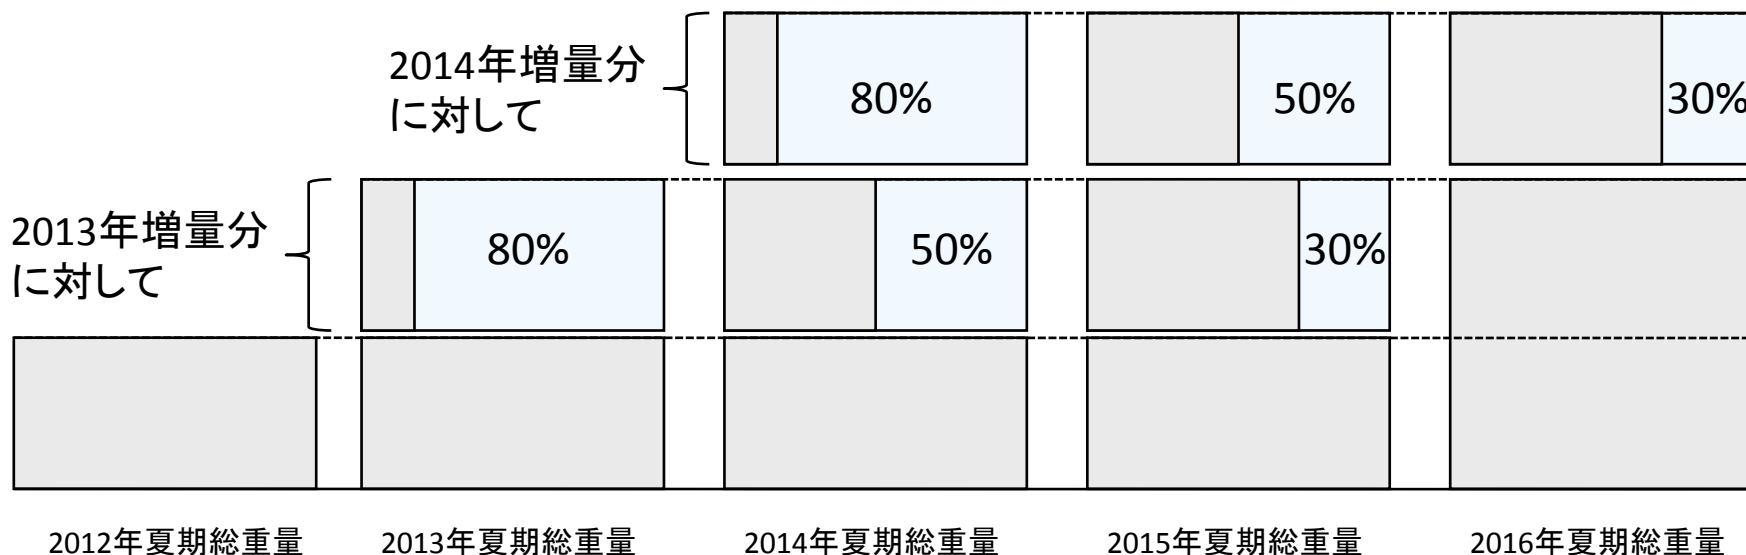 2014年増量分
に対して
80%
50%
30%
2013年増量分
に対して
80%
50%
30%
2012年夏期総重量
2013年夏期総重量
2014年夏期総重量
2015年夏期総重量
2016年夏期総重量